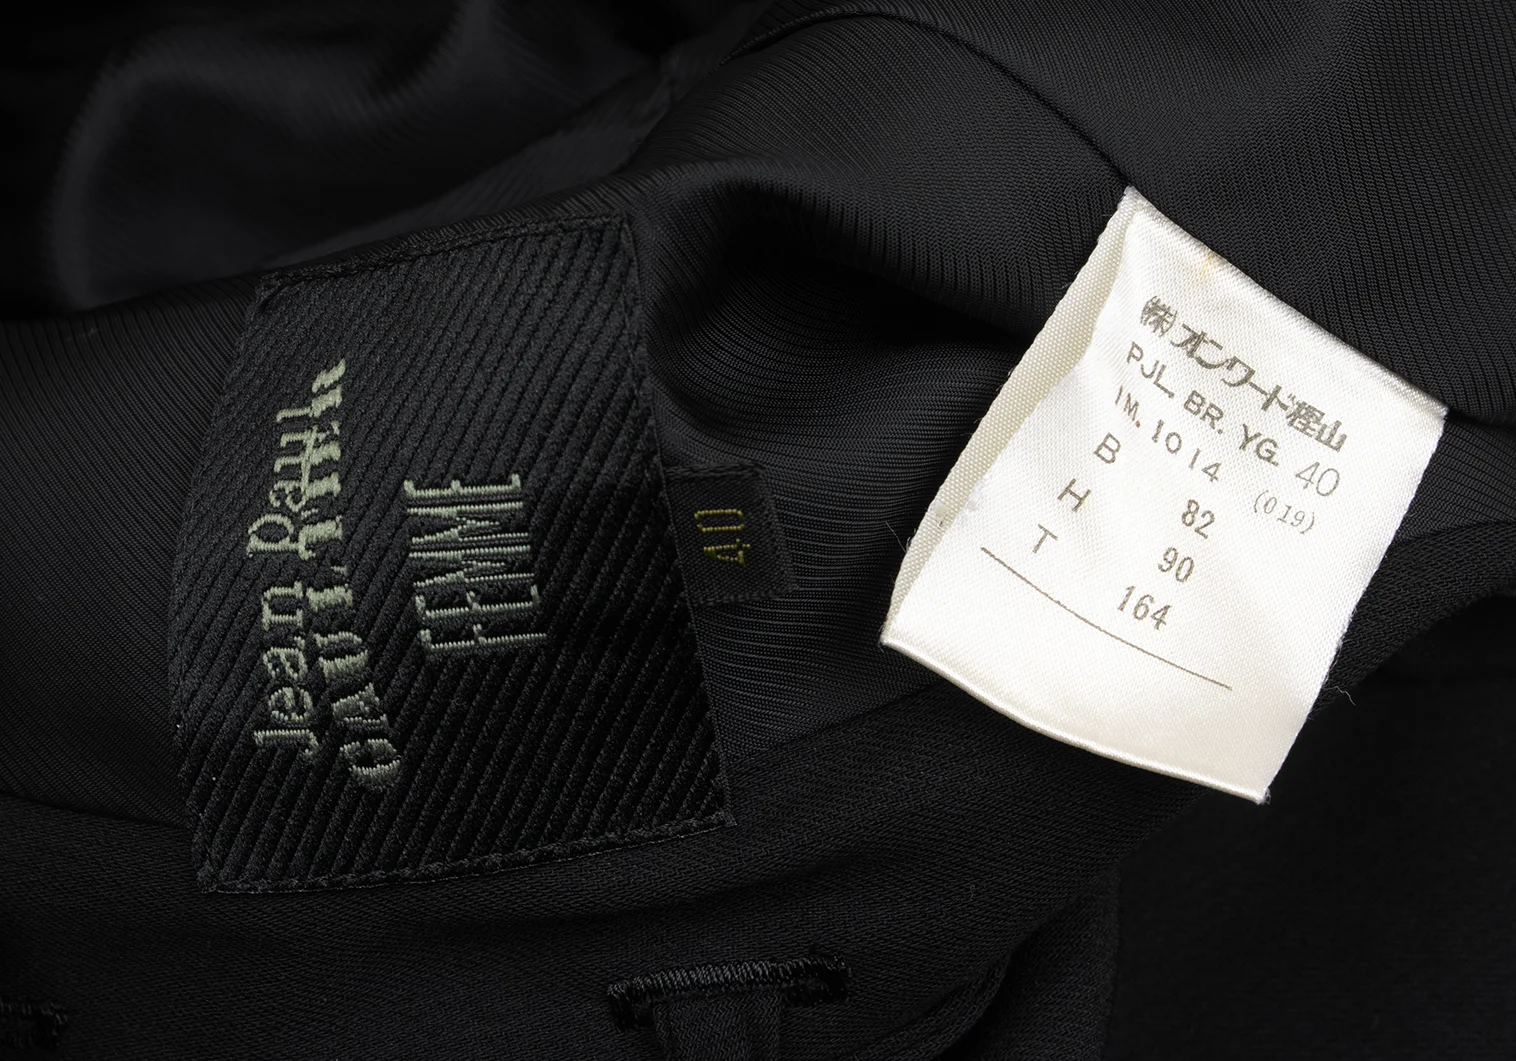 Jean Paul
GAULTIER
FEMME
40
㈱オンワード樫山
PJL. BR. YG. 40
IM. 1014 (019)
B 82
H 90
T 164